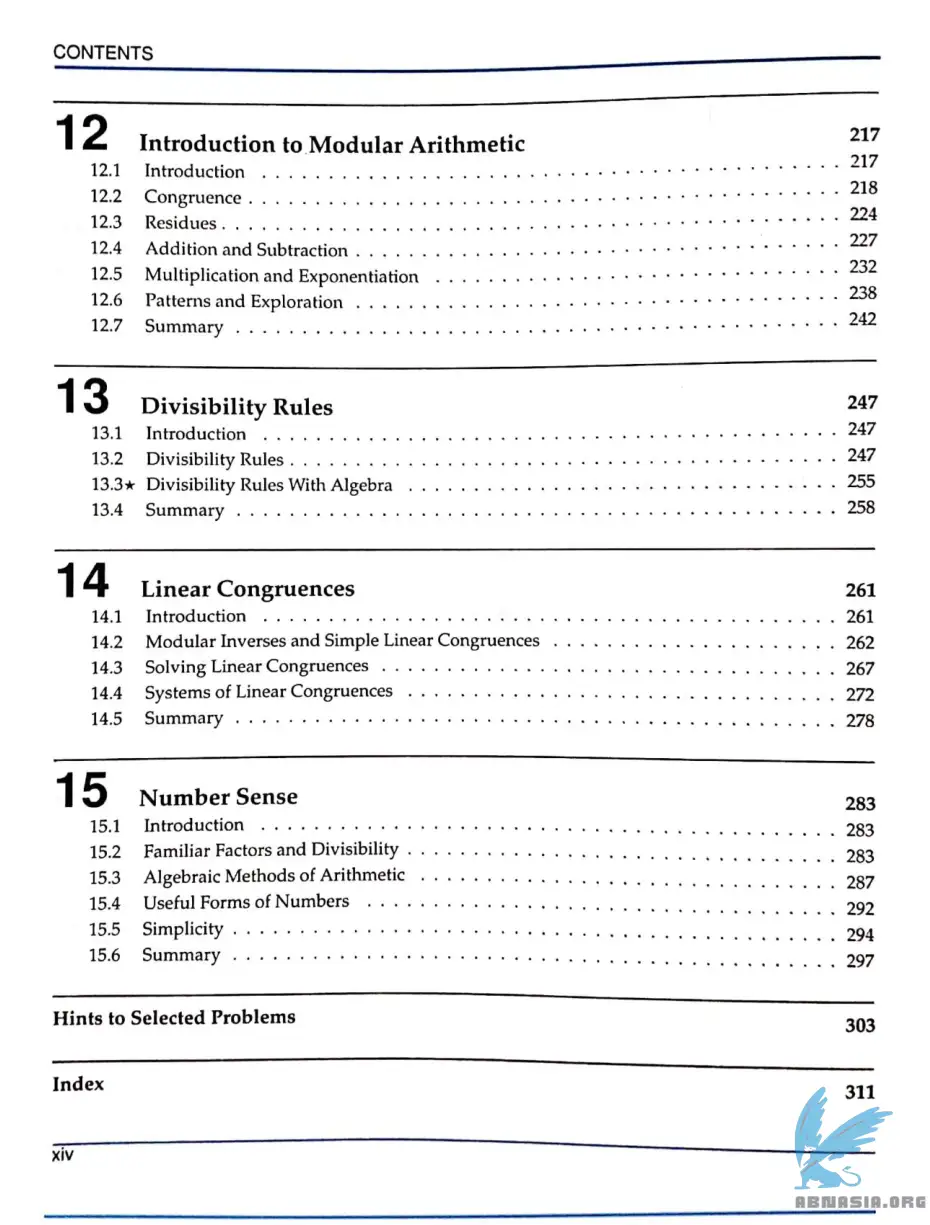 CONTENTS
12 Introduction to Modular Arithmetic 217
12.1 Introduction . . . . . . . . . . . . . . . . . . . . 217
12.2 Congruence . . . . . . . . . . . . . . . . . . . . 218
12.3 Residues . . . . . . . . . . . . . . . . . . . . 224
12.4 Addition and Subtraction . . . . . . . . . . . . . . . . . . . . 227
12.5 Multiplication and Exponentiation . . . . . . . . . . . . . . . . . . . . 232
12.6 Patterns and Exploration . . . . . . . . . . . . . . . . . . . . 238
12.7 Summary . . . . . . . . . . . . . . . . . . . . 242
13 Divisibility Rules 247
13.1 Introduction . . . . . . . . . . . . . . . . . . . . 247
13.2 Divisibility Rules . . . . . . . . . . . . . . . . . . . . 247
13.3★ Divisibility Rules With Algebra . . . . . . . . . . . . . . . . . . . . 255
13.4 Summary . . . . . . . . . . . . . . . . . . . . 258
14 Linear Congruences 261
14.1 Introduction . . . . . . . . . . . . . . . . . . . . 261
14.2 Modular Inverses and Simple Linear Congruences . . . . . . . . . . . . . . . . . . . . 262
14.3 Solving Linear Congruences . . . . . . . . . . . . . . . . . . . . 267
14.4 Systems of Linear Congruences . . . . . . . . . . . . . . . . . . . . 272
14.5 Summary . . . . . . . . . . . . . . . . . . . . 278
15 Number Sense 283
15.1 Introduction . . . . . . . . . . . . . . . . . . . . 283
15.2 Familiar Factors and Divisibility . . . . . . . . . . . . . . . . . . . . 283
15.3 Algebraic Methods of Arithmetic . . . . . . . . . . . . . . . . . . . . 287
15.4 Useful Forms of Numbers . . . . . . . . . . . . . . . . . . . . 292
15.5 Simplicity . . . . . . . . . . . . . . . . . . . . 294
15.6 Summary . . . . . . . . . . . . . . . . . . . . 297
Hints to Selected Problems 303
Index 311
xiv
ABNASIA.ORG